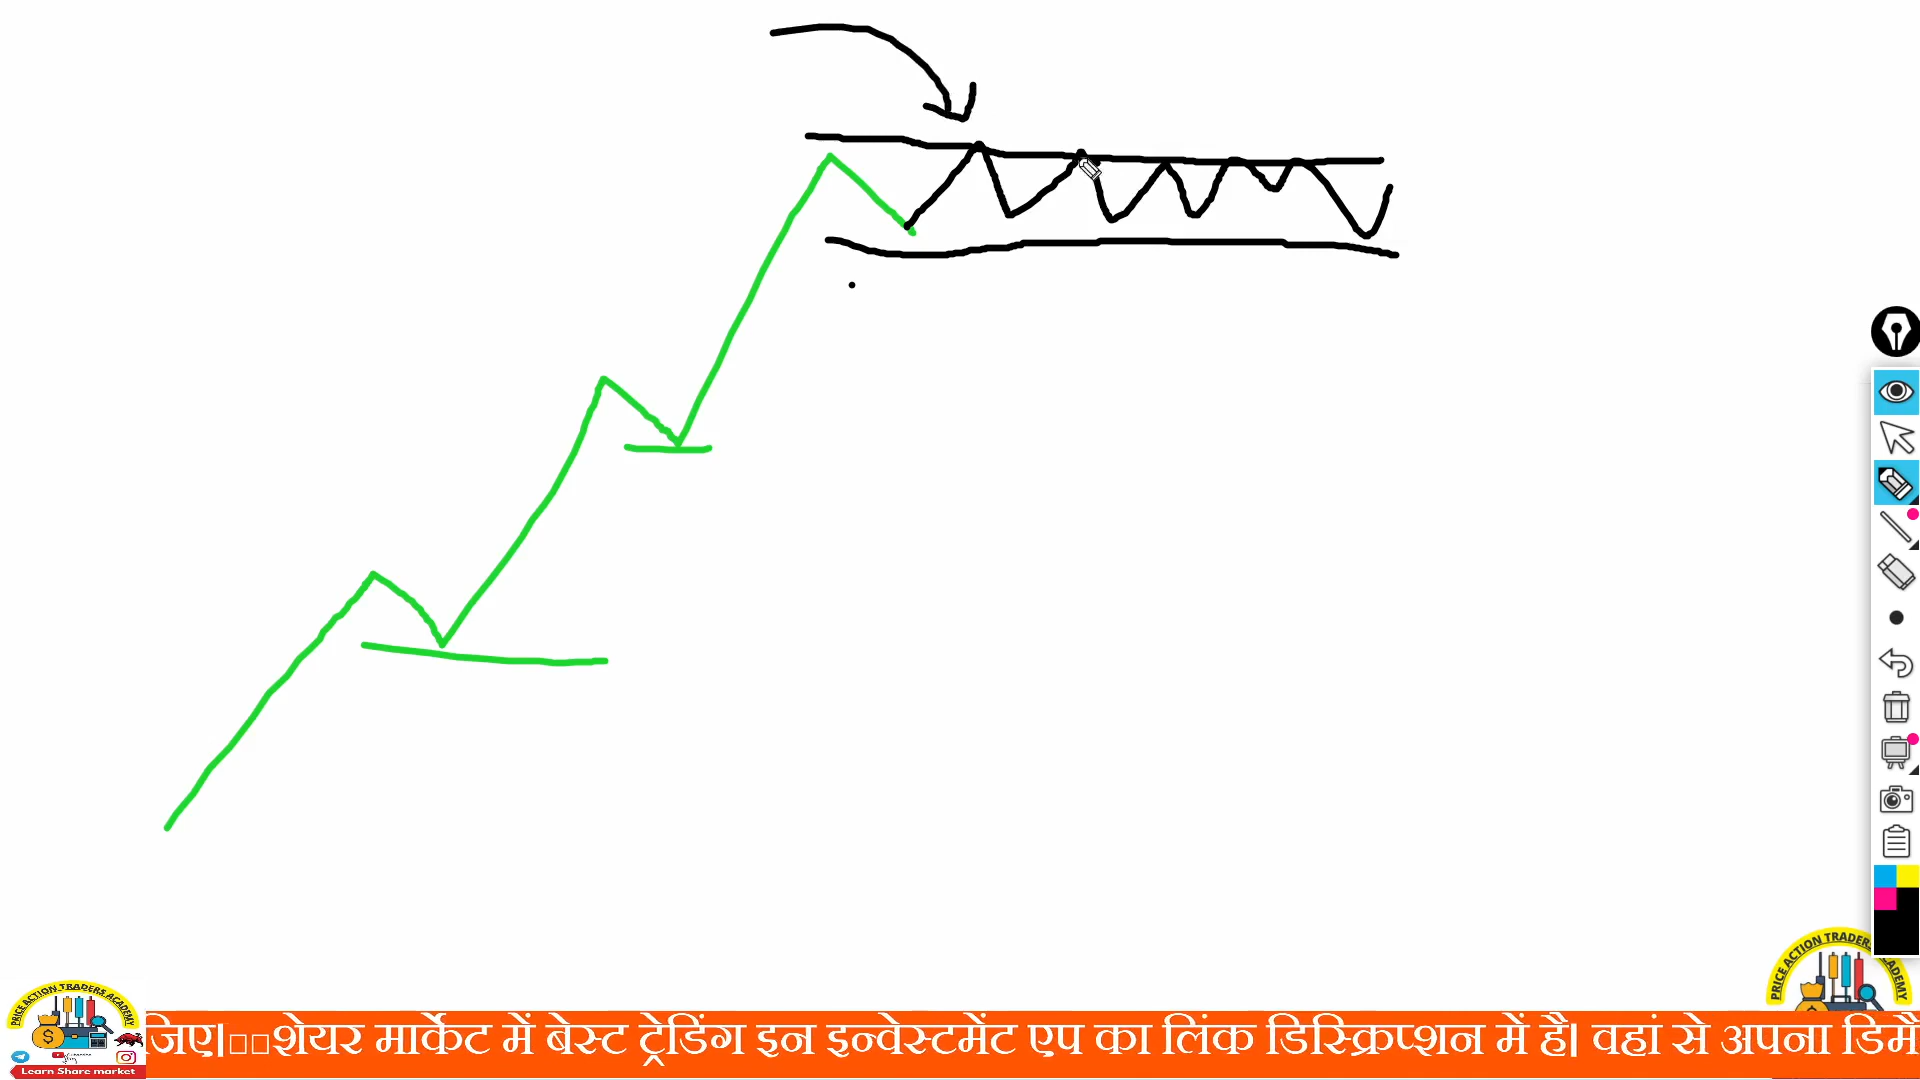 PRICE ACTION TRADERS ACADEMY
PRICE ACTION TRADERS ACADEMY
जिए।□□शेयर मार्केट में बेस्ट ट्रेडिंग इन इन्वेस्टमेंट एप का लिंक डिस्क्रिप्शन में है। वहां से अपना डिमै
Learn Share market